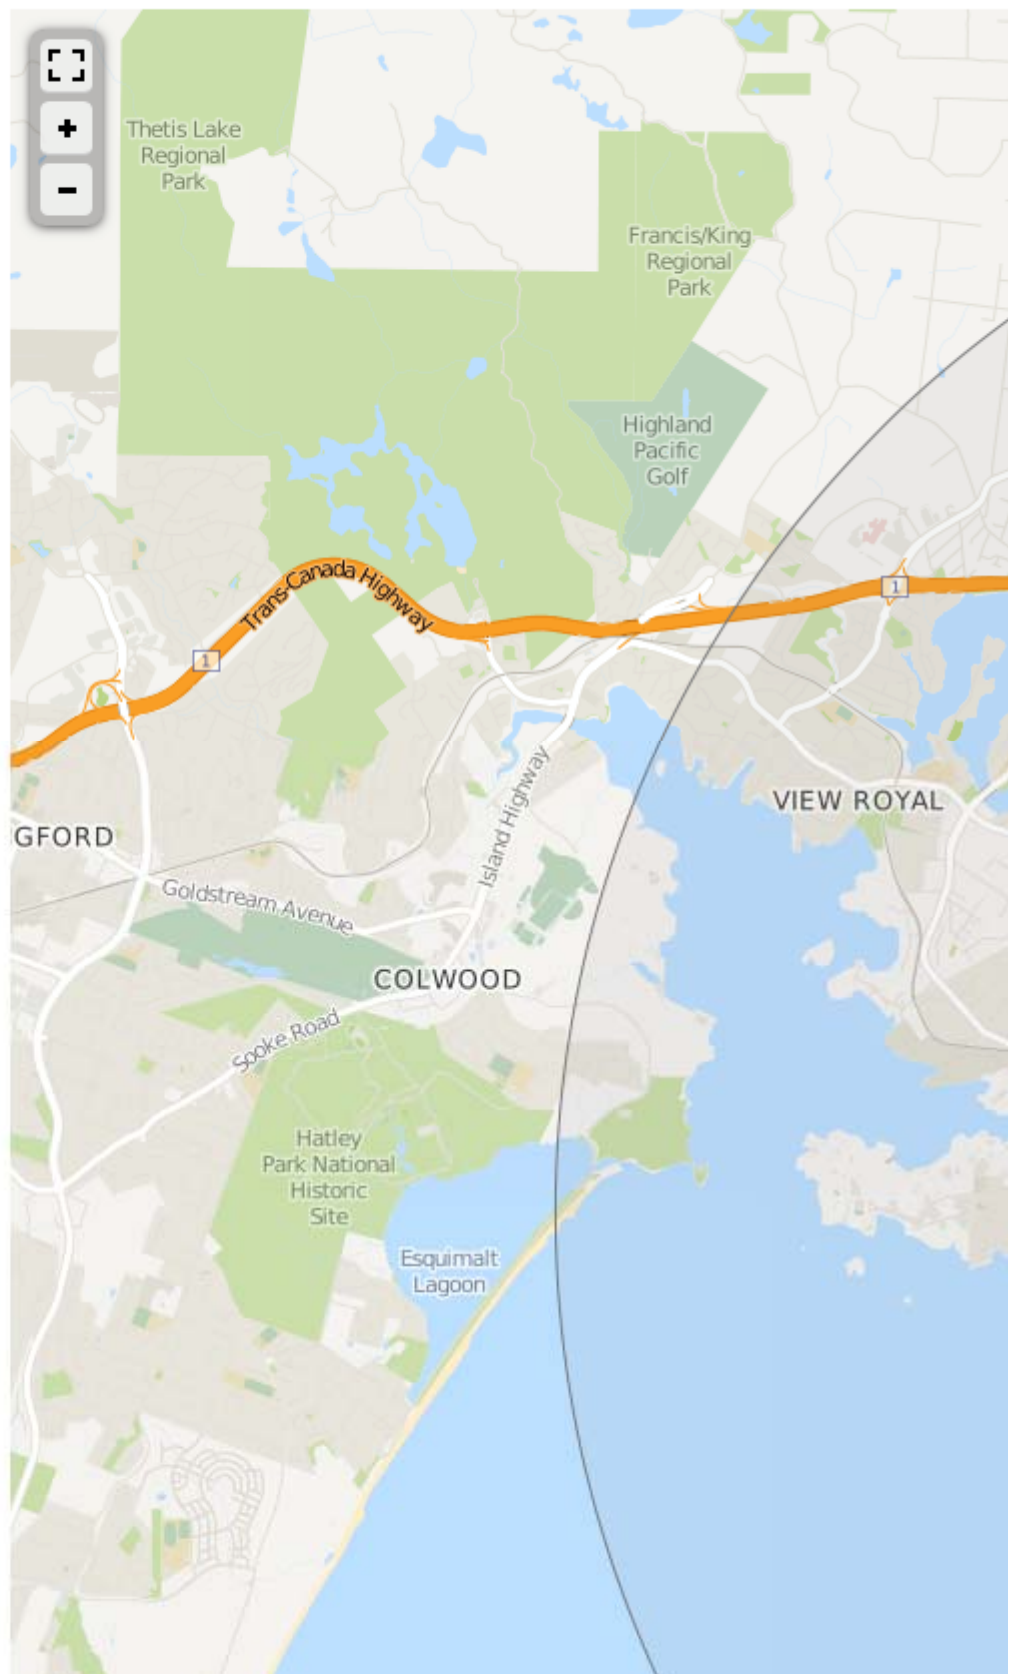 Thetis Lake
Regional
Park
Francis/King
Regional
Park
Highland
Pacific
Golf
Trans-Canada Highway
1
1
VIEW ROYAL
GFORD
Island Highway
Goldstream Avenue
COLWOOD
Sooke Road
Hatley
Park National
Historic
Site
Esquimalt
Lagoon